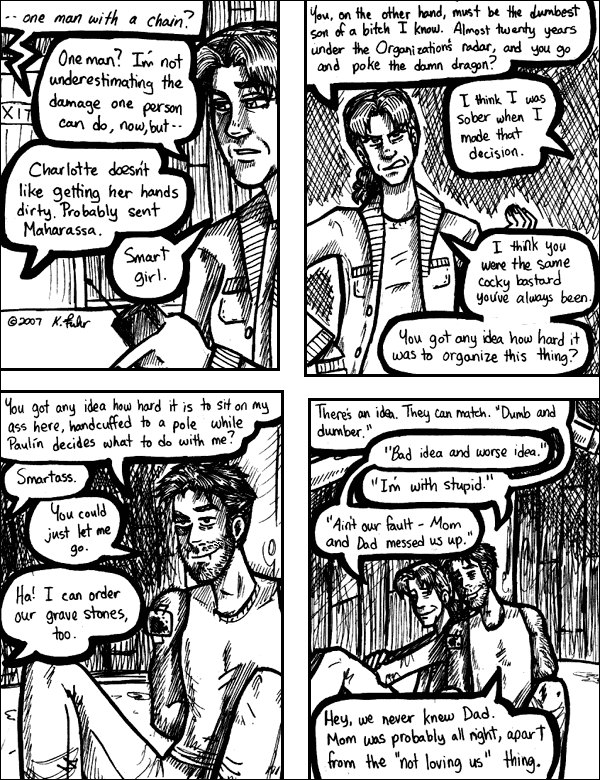 -- one man with a chain?
One man? I'm not
underestimating the
damage one person
can do, now, but--
XIT
Charlotte doesn't
like getting her hands
dirty. Probably sent
Maharassa.
Smart
girl.
©2007 K. Fuhr
You, on the other hand, must be the dumbest
son of a bitch I know. Almost twenty years
under the Organization's radar, and you go
and poke the damn dragon?
I think I was
sober when I
made that
decision.
I think you
were the same
cocky bastard
you've always been.
You got any idea how hard it
was to organize this thing?
You got any idea how hard it is to sit on my
ass here, handcuffed to a pole while
Paulín decides what to do with me?
Smartass.
You could
just let me
go.
Ha! I can order
our grave stones,
too.
There's an idea. They can match. "Dumb and
dumber."
"Bad idea and worse idea."
"I'm with stupid."
"Ain't our fault - Mom
and Dad messed us up."
Hey, we never knew Dad.
Mom was probably all right, apart
from the "not loving us" thing.